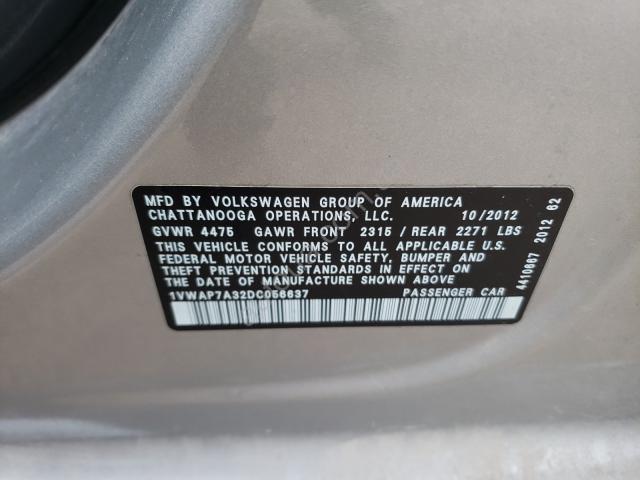 MFD BY VOLKSWAGEN GROUP OF AMERICA
CHATTANOOGA OPERATIONS, LLC. 10/2012
GVWR 4475 GAWR FRONT 2315 / REAR 2271 LBS
THIS VEHICLE CONFORMS TO ALL APPLICABLE U.S.
FEDERAL MOTOR VEHICLE SAFETY, BUMPER AND
THEFT PREVENTION STANDARDS IN EFFECT ON
THE DATE OF MANUFACTURE SHOWN ABOVE.
1VWAP7A32DC056637 PASSENGER CAR
4410667 2012 62